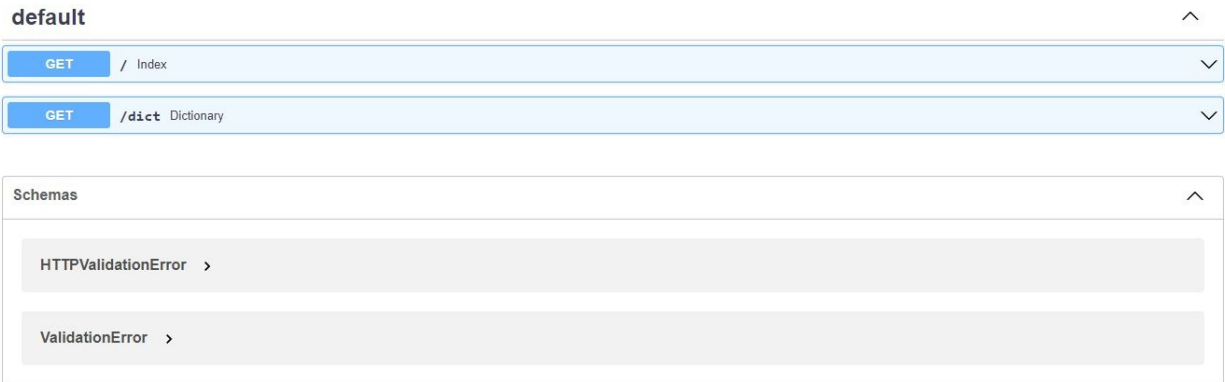 default
GET / Index
GET /dict Dictionary
Schemas
HTTPValidationError
ValidationError